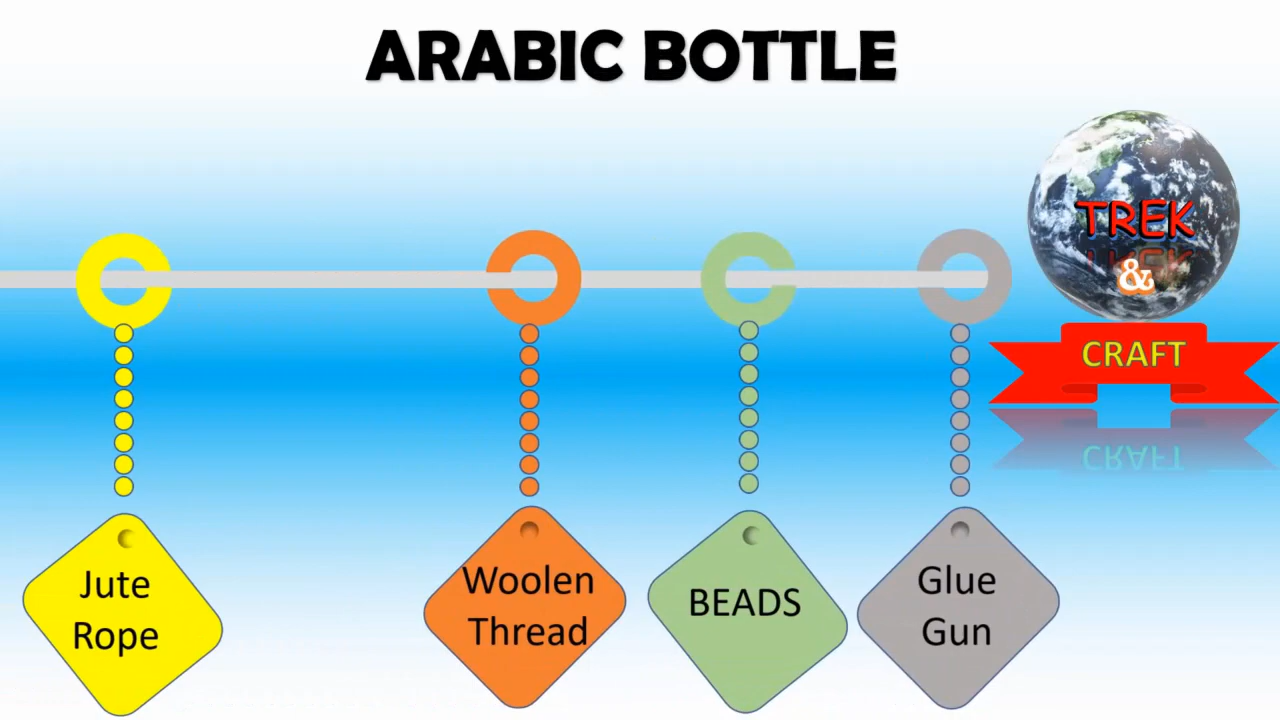 ARABIC BOTTLE
TREK
&
CRAFT
Jute
Rope
Woolen
Thread
BEADS
Glue
Gun